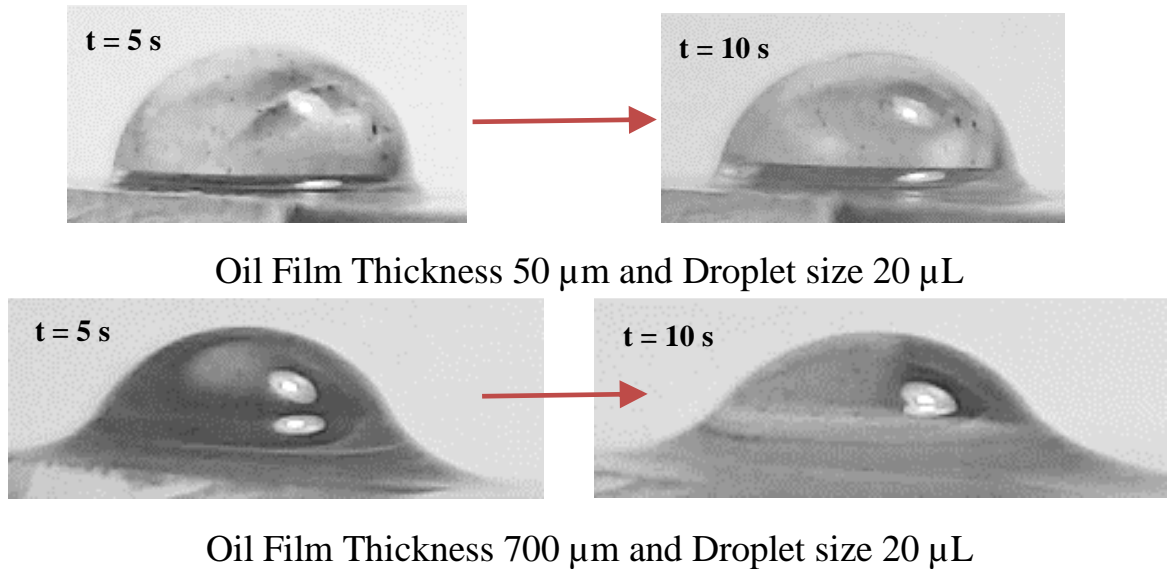 t = 5 s
t = 10 s
Oil Film Thickness 50 µm and Droplet size 20 µL
t = 5 s
t = 10 s
Oil Film Thickness 700 µm and Droplet size 20 µL